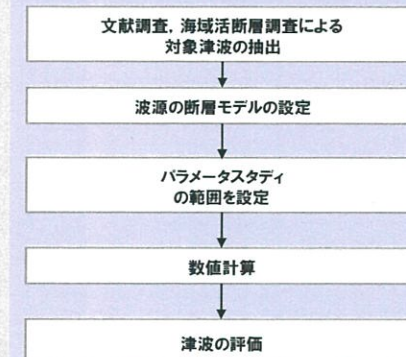 文献調査，海域活断層調査による
対象津波の抽出
波源の断層モデルの設定
パラメータスタディ
の範囲を設定
数値計算
津波の評価